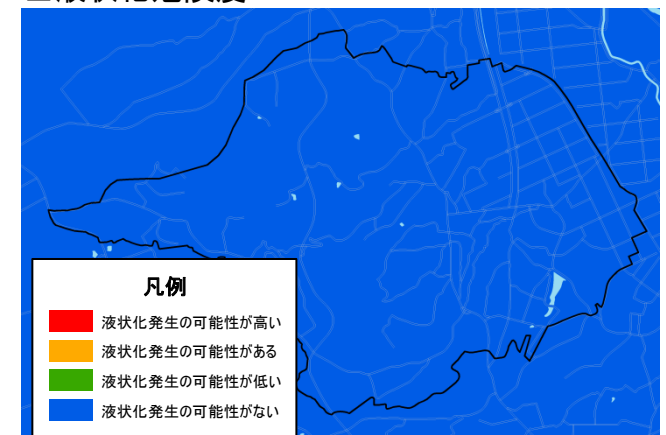 凡例
液状化発生の可能性が高い
液状化発生の可能性がある
液状化発生の可能性が低い
液状化発生の可能性がない